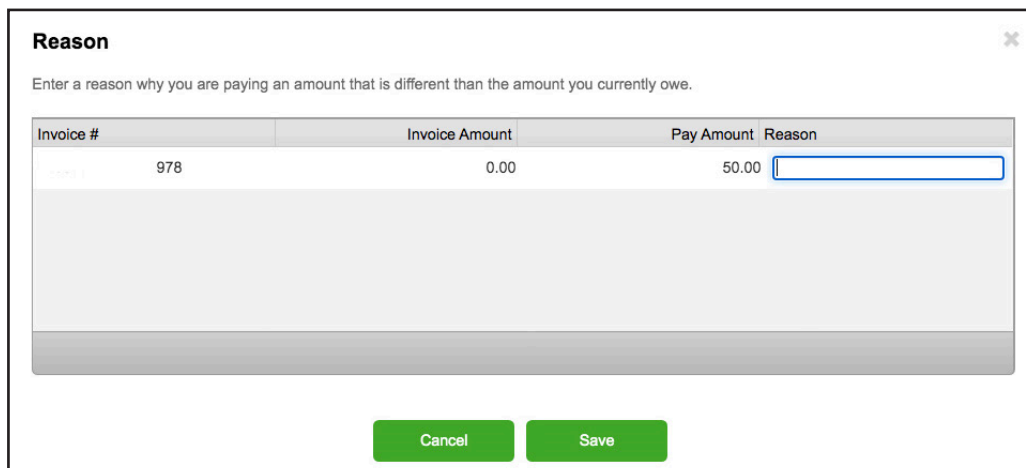 Reason
Enter a reason why you are paying an amount that is different than the amount you currently owe.
Invoice # Invoice Amount Pay Amount Reason
978 0.00 50.00
Cancel Save